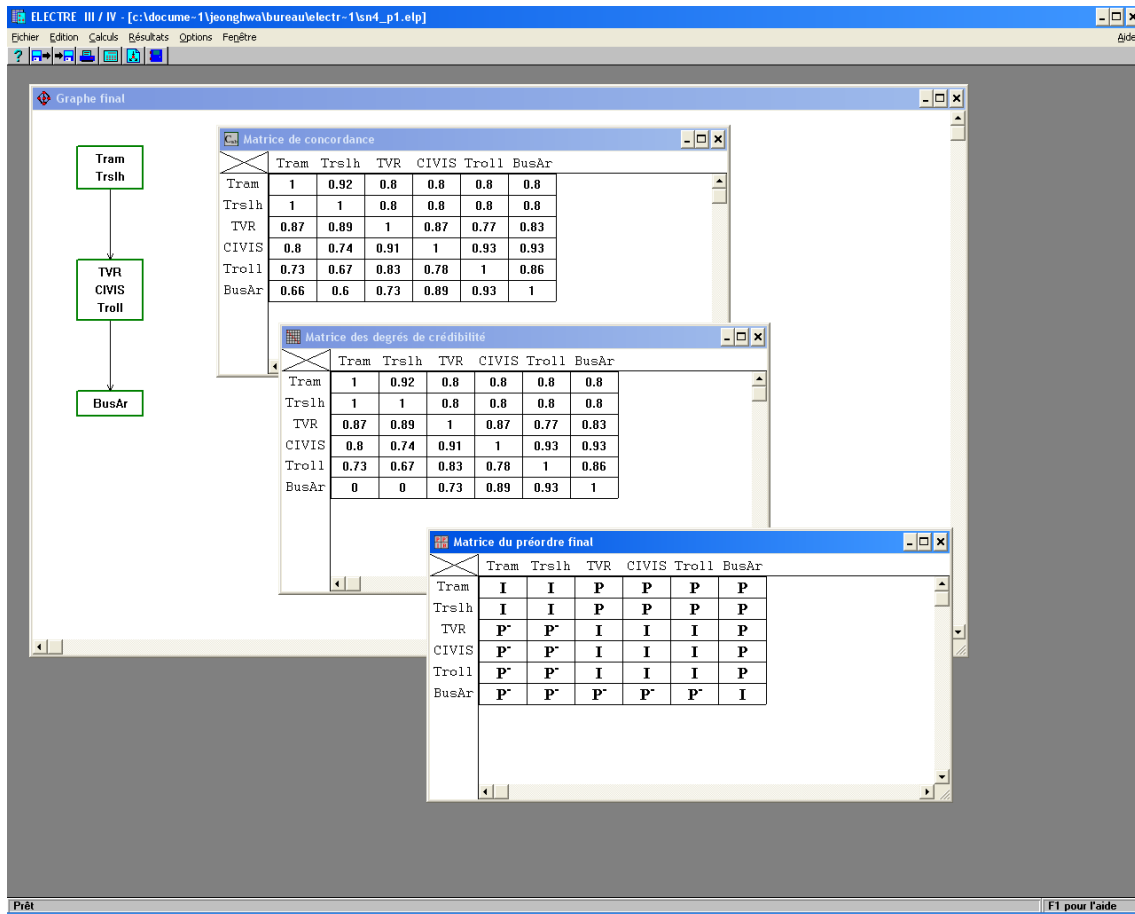 ELECTRE III / IV - [c:\docume~1\jeonghwa\bureau\electr~1\sn4_p1.elp]
Fichier Edition Calculs Résultats Options Fenêtre Aide
Graphe final
Tram
Trslh
TVR
CIVIS
Troll
BusAr
Matrice de concordance
Tram Trslh TVR CIVIS Troll BusAr
Tram 1 0.92 0.8 0.8 0.8 0.8
Trslh 1 1 0.8 0.8 0.8 0.8
TVR 0.87 0.89 1 0.87 0.77 0.83
CIVIS 0.8 0.74 0.91 1 0.93 0.93
Troll 0.73 0.67 0.83 0.78 1 0.86
BusAr 0.66 0.6 0.73 0.89 0.93 1
Matrice des degrés de crédibilité
Tram Trslh TVR CIVIS Troll BusAr
Tram 1 0.92 0.8 0.8 0.8 0.8
Trslh 1 1 0.8 0.8 0.8 0.8
TVR 0.87 0.89 1 0.87 0.77 0.83
CIVIS 0.8 0.74 0.91 1 0.93 0.93
Troll 0.73 0.67 0.83 0.78 1 0.86
BusAr 0 0 0.73 0.89 0.93 1
Matrice du préordre final
Tram Trslh TVR CIVIS Troll BusAr
Tram I I P P P P
Trslh I I P P P P
TVR P⁻ P⁻ I I I P
CIVIS P⁻ P⁻ I I I P
Troll P⁻ P⁻ I I I P
BusAr P⁻ P⁻ P⁻ P⁻ P⁻ I
Prêt F1 pour l'aide